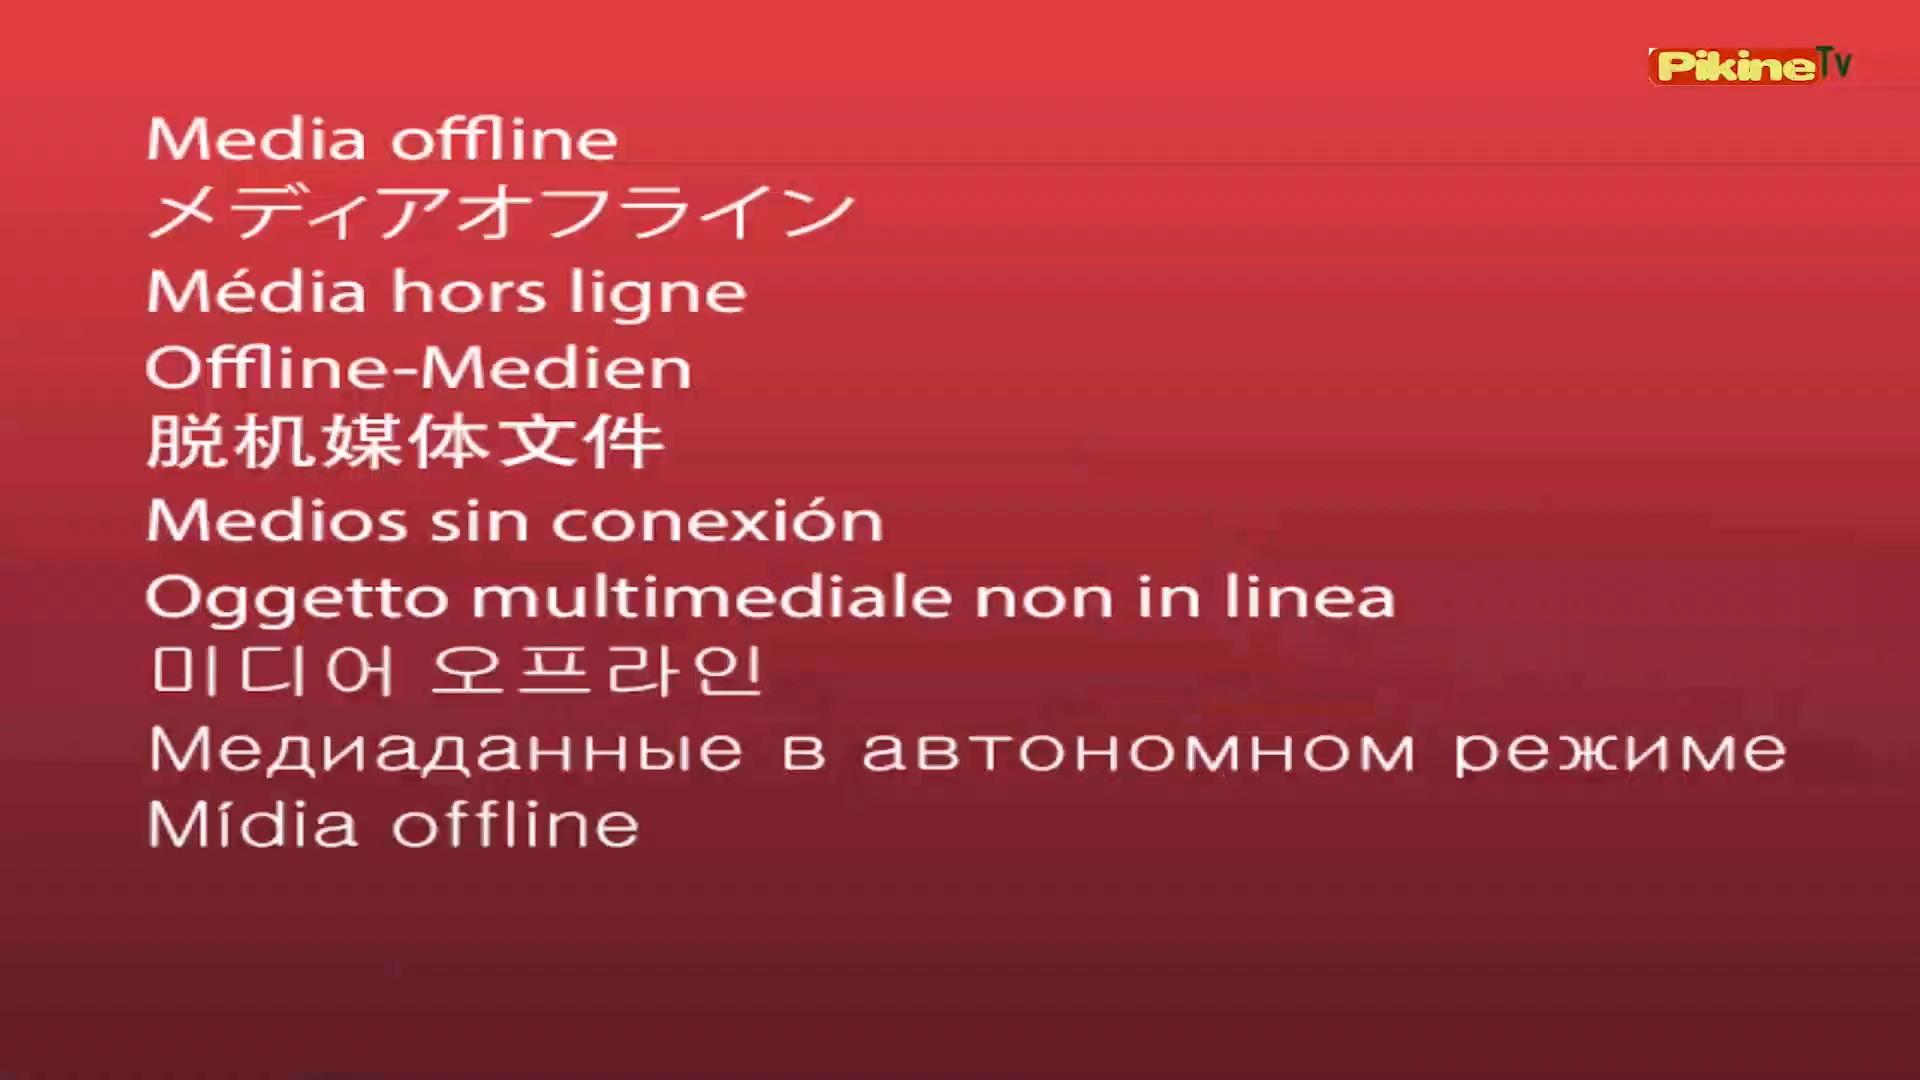 PikineTv
Media offline
メディアオフライン
Média hors ligne
Offline-Medien
脱机媒体文件
Medios sin conexión
Oggetto multimediale non in linea
미디어 오프라인
Медиаданные в автономном режиме
Mídia offline